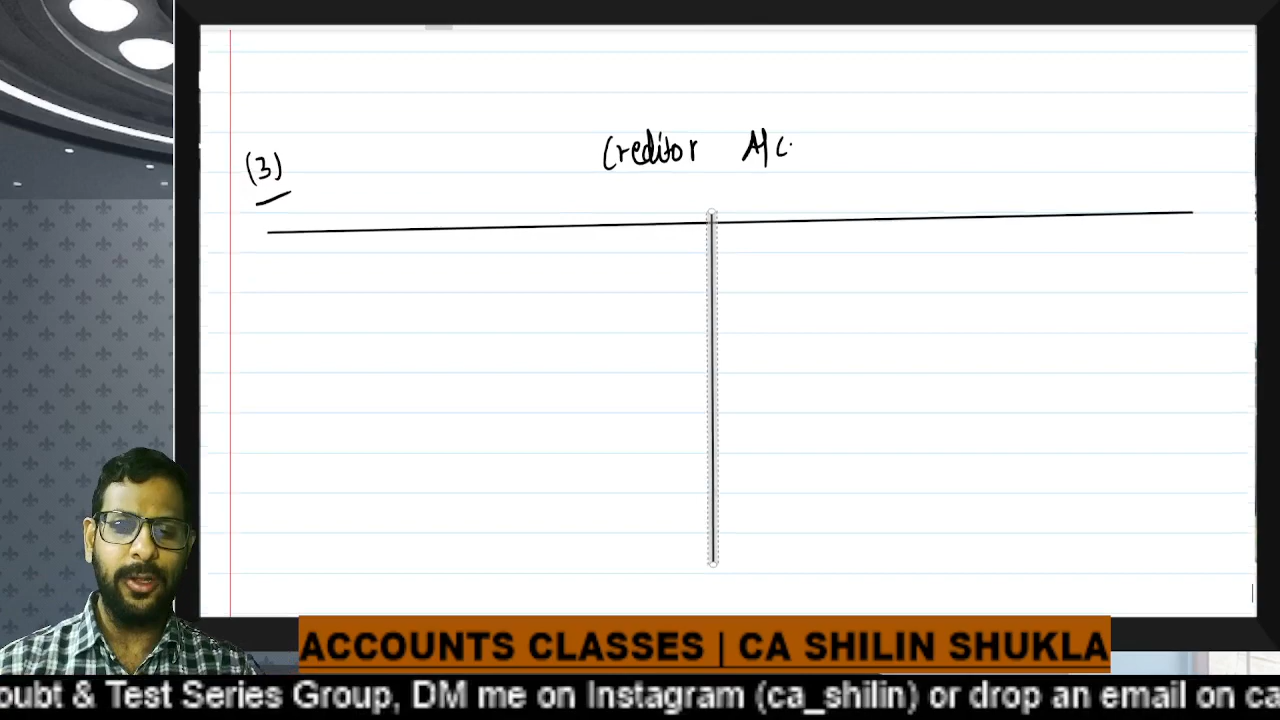 Creditor A/c.
(3)
ACCOUNTS CLASSES | CA SHILIN SHUKLA
oubt & Test Series Group, DM me on Instagram (ca_shilin) or drop an email on ca